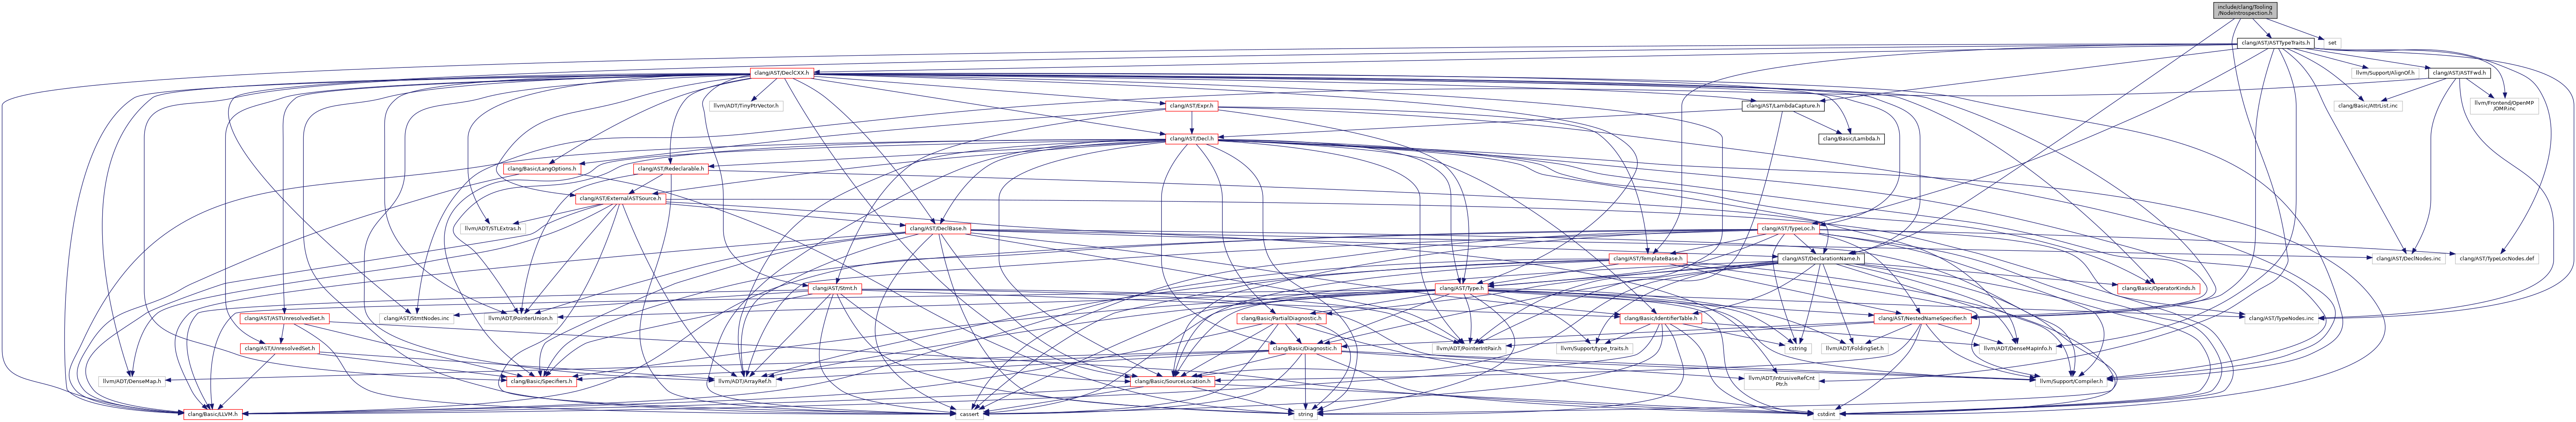 include/clang/Tooling
/NodeIntrospection.h
clang/AST/ASTTypeTraits.h
set
clang/AST/DeclCXX.h
llvm/Support/AlignOf.h
clang/AST/ASTFwd.h
llvm/ADT/TinyPtrVector.h
clang/AST/Expr.h
clang/AST/LambdaCapture.h
clang/Basic/AttrList.inc
llvm/Frontend/OpenMP
/OMP.inc
clang/AST/Decl.h
clang/Basic/Lambda.h
clang/Basic/LangOptions.h
clang/AST/Redeclarable.h
clang/AST/ExternalASTSource.h
llvm/ADT/STLExtras.h
clang/AST/DeclBase.h
clang/AST/TypeLoc.h
clang/AST/TemplateBase.h
clang/AST/DeclarationName.h
clang/AST/DeclNodes.inc
clang/AST/TypeLocNodes.def
clang/AST/Stmt.h
clang/AST/Type.h
clang/Basic/OperatorKinds.h
clang/AST/ASTUnresolvedSet.h
clang/AST/StmtNodes.inc
llvm/ADT/PointerUnion.h
clang/Basic/PartialDiagnostic.h
clang/Basic/IdentifierTable.h
clang/AST/NestedNameSpecifier.h
clang/AST/TypeNodes.inc
clang/AST/UnresolvedSet.h
clang/Basic/Diagnostic.h
llvm/ADT/PointerIntPair.h
llvm/Support/type_traits.h
cstring
llvm/ADT/FoldingSet.h
llvm/ADT/DenseMapInfo.h
llvm/ADT/DenseMap.h
clang/Basic/Specifiers.h
llvm/ADT/ArrayRef.h
clang/Basic/SourceLocation.h
llvm/ADT/IntrusiveRefCnt
Ptr.h
llvm/Support/Compiler.h
clang/Basic/LLVM.h
cassert
string
cstdint